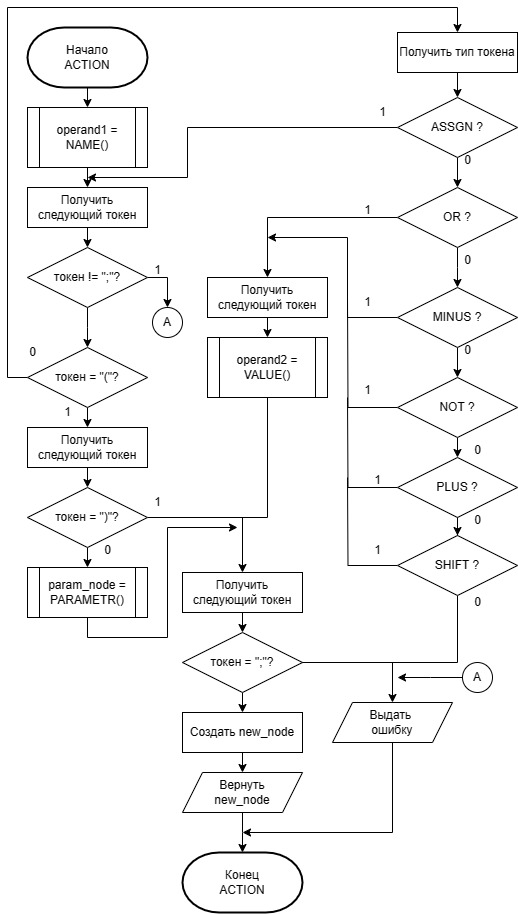 Начало
ACTION
operand1 =
NAME()
Получить
следующий токен
токен != ";"?
1
A
0
токен = "("?
1
Получить
следующий токен
токен = ")"?
1
0
param_node =
PARAMETR()
Получить тип токена
ASSGN ?
1
0
OR ?
1
0
MINUS ?
1
0
NOT ?
1
0
PLUS ?
1
0
SHIFT ?
1
0
Получить
следующий токен
operand2 =
VALUE()
Получить
следующий токен
токен = ";"?
A
Выдать
ошибку
Создать new_node
Вернуть
new_node
Конец
ACTION